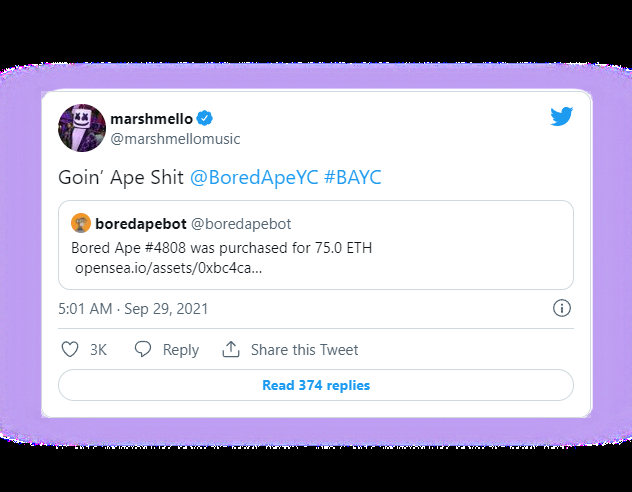 marshmello
@marshmellomusic
Goin’ Ape Shit @BoredApeYC #BAYC
boredapebot @boredapebot
Bored Ape #4808 was purchased for 75.0 ETH
opensea.io/assets/0xbc4ca...
5:01 AM · Sep 29, 2021
3K Reply Share this Tweet
Read 374 replies